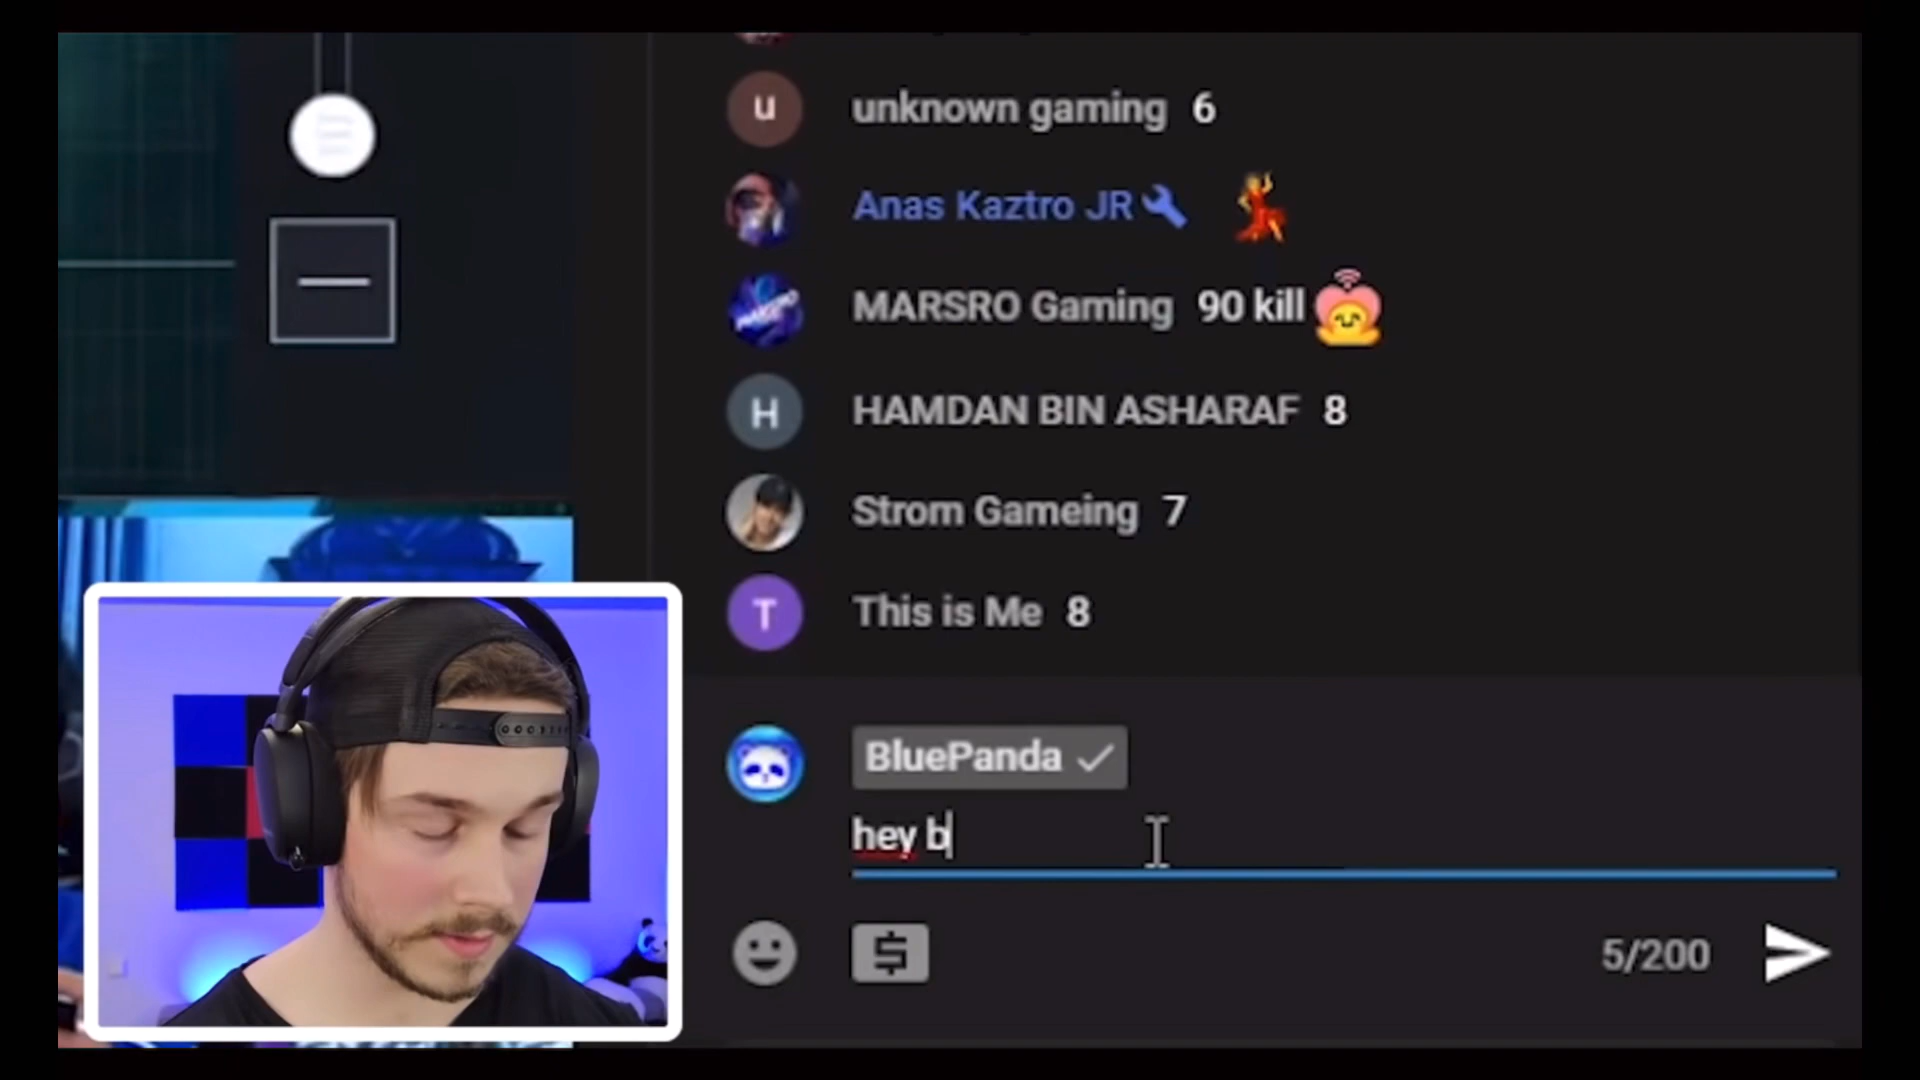 u unknown gaming 6
Anas Kaztro JR
MARSRO Gaming 90 kill
H HAMDAN BIN ASHARAF 8
Strom Gameing 7
T This is Me 8
BluePanda
hey b
5/200